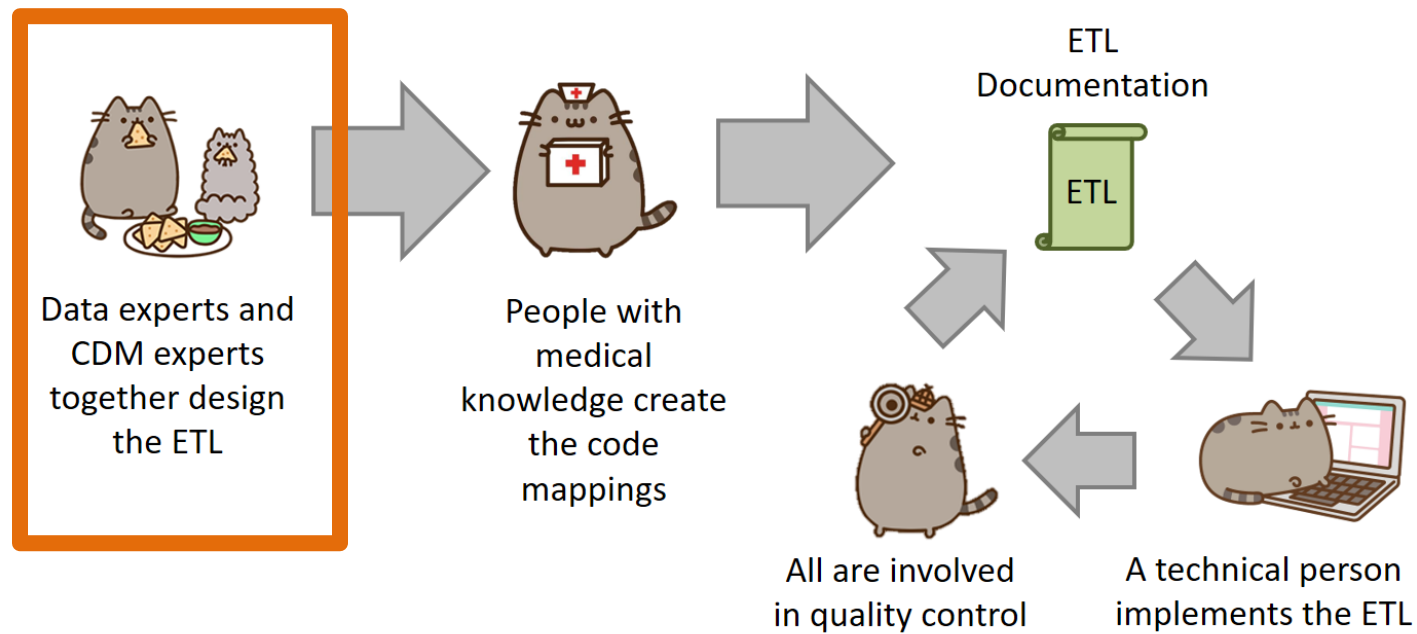 Data experts and
CDM experts
together design
the ETL
People with
medical
knowledge create
the code
mappings
ETL
Documentation
ETL
A technical person
implements the ETL
All are involved
in quality control